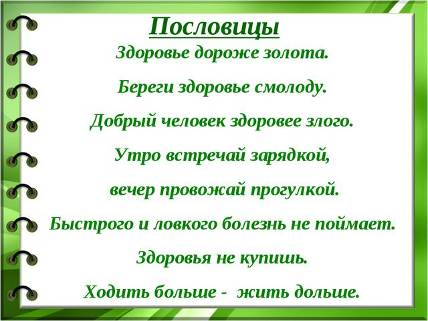 Пословицы
Здоровье дороже золота.
Береги здоровье смолоду.
Добрый человек здоровее злого.
Утро встречай зарядкой,
вечер провожай прогулкой.
Быстрого и ловкого болезнь не поймает.
Здоровья не купишь.
Ходить больше - жить дольше.